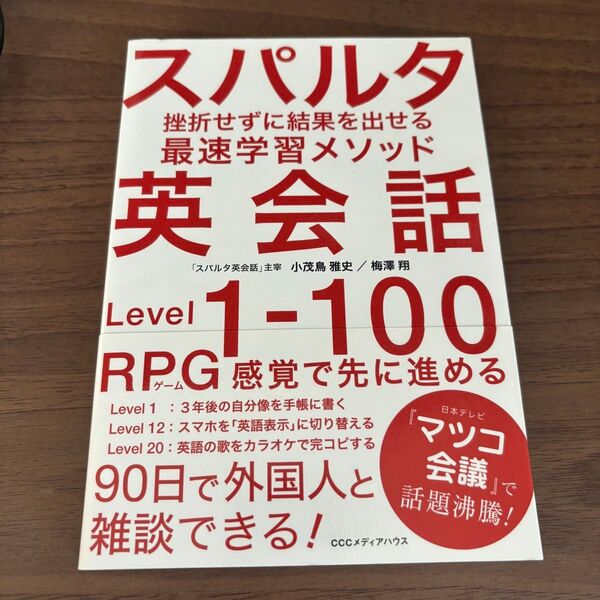 スパルタ
挫折せずに結果を出せる
最速学習メソッド
英会話
「スパルタ英会話」主宰 小茂鳥 雅史／梅澤 翔
Level 1-100
RPG 感覚で先に進める
ゲーム
Level 1 ：３年後の自分像を手帳に書く
Level 12：スマホを「英語表示」に切り替える
Level 20：英語の歌をカラオケで完コピする
90日で外国人と
雑談できる！
日本テレビ
『マツコ
会議』で
話題沸騰！
CCCメディアハウス